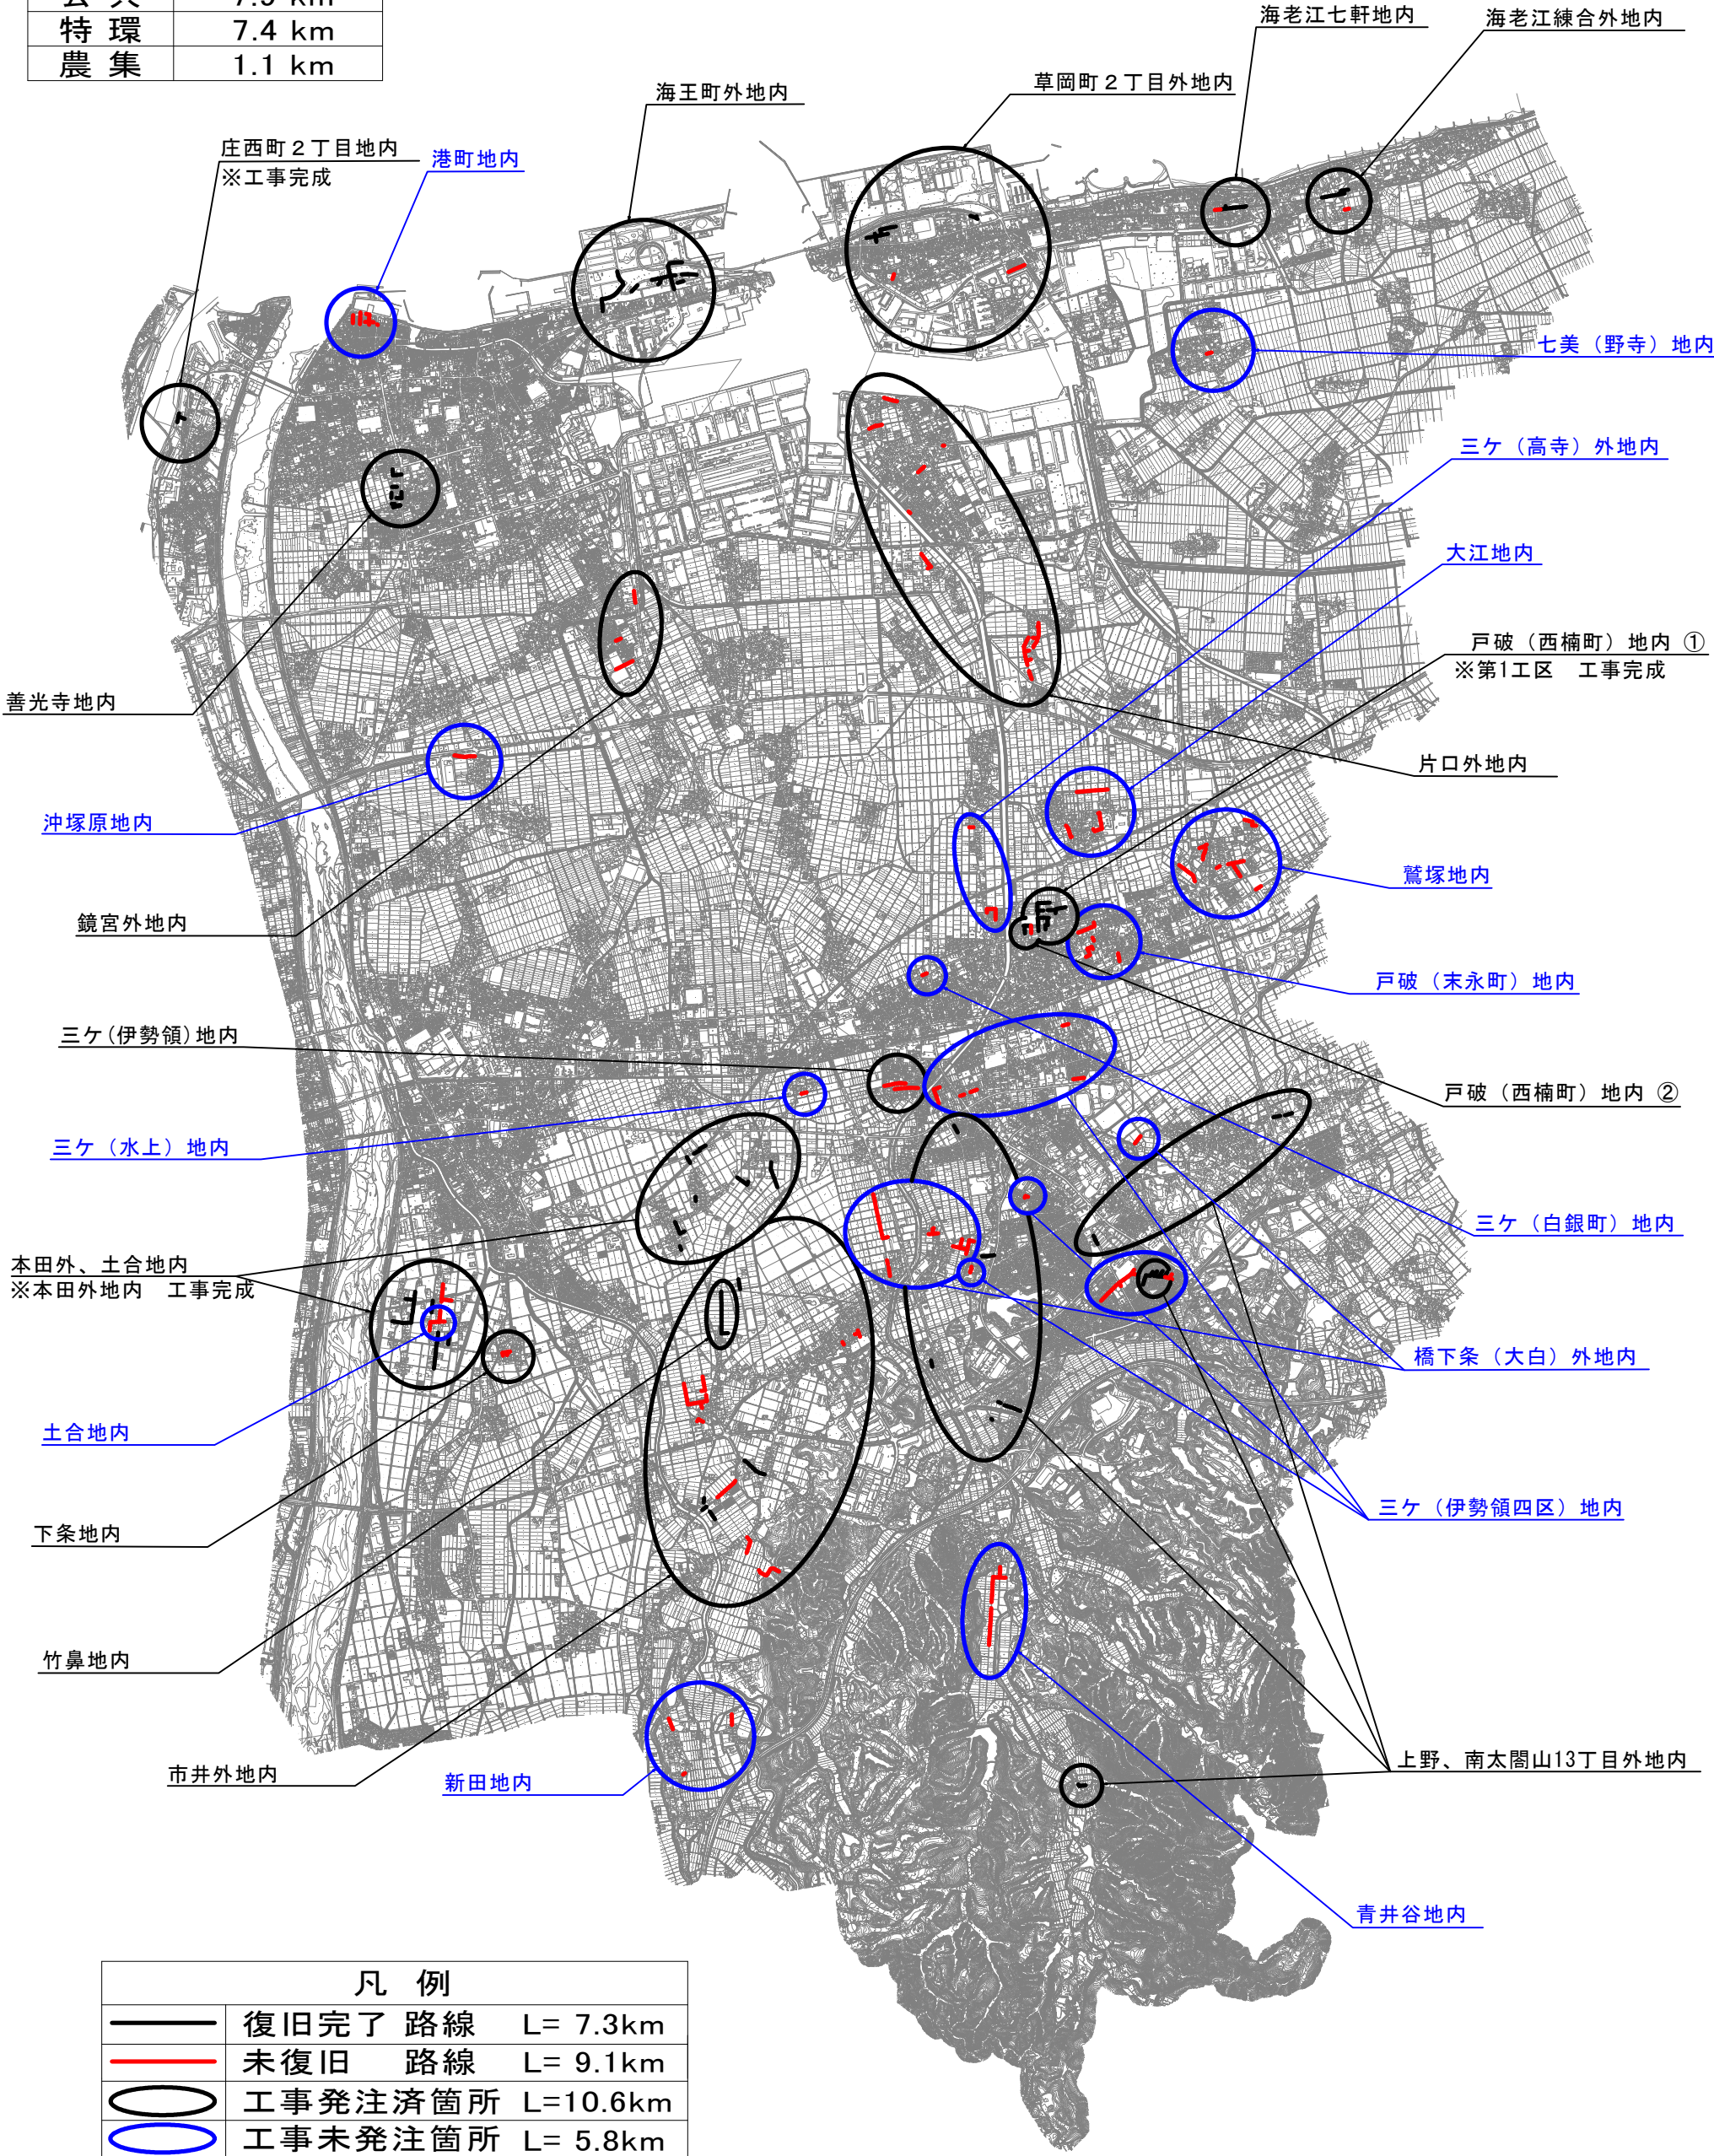 公 共 7.9 km
特 環 7.4 km
農 集 1.1 km
海老江七軒地内
海老江練合外地内
草岡町２丁目外地内
海王町外地内
庄西町２丁目地内
※工事完成
港町地内
七美（野寺）地内
三ケ（高寺）外地内
大江地内
戸破（西楠町）地内 ①
※第1工区　工事完成
善光寺地内
片口外地内
沖塚原地内
鷲塚地内
鏡宮外地内
戸破（末永町）地内
三ケ(伊勢領)地内
戸破（西楠町）地内 ②
三ケ（水上）地内
三ケ（白銀町）地内
本田外、土合地内
※本田外地内　工事完成
橋下条（大白）外地内
土合地内
三ケ（伊勢領四区）地内
下条地内
竹鼻地内
上野、南太閤山13丁目外地内
市井外地内
新田地内
青井谷地内
凡 例
復旧完了 路線 L= 7.3km
未復旧 路線 L= 9.1km
工事発注済箇所 L=10.6km
工事未発注箇所 L= 5.8km